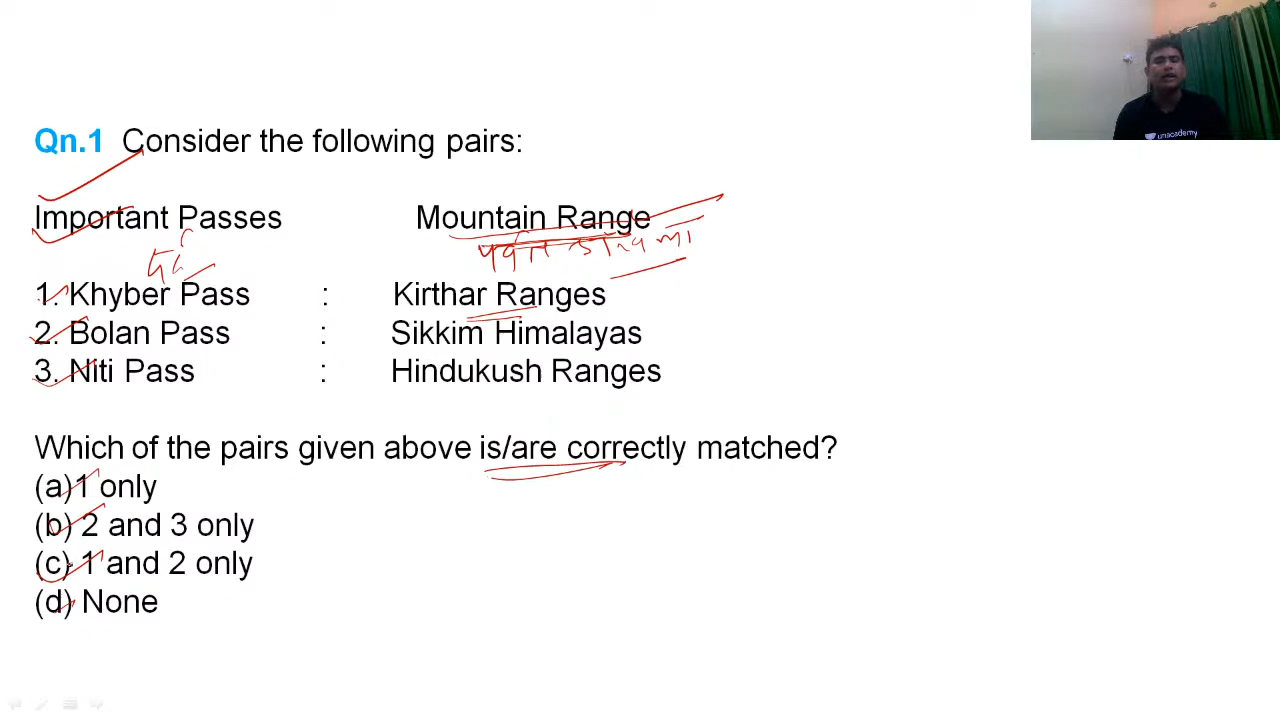 Qn.1 Consider the following pairs:
Important Passes Mountain Range
1. Khyber Pass : Kirthar Ranges
2. Bolan Pass : Sikkim Himalayas
3. Niti Pass : Hindukush Ranges
Which of the pairs given above is/are correctly matched?
(a)1 only
(b) 2 and 3 only
(c) 1 and 2 only
(d) None
unacademy